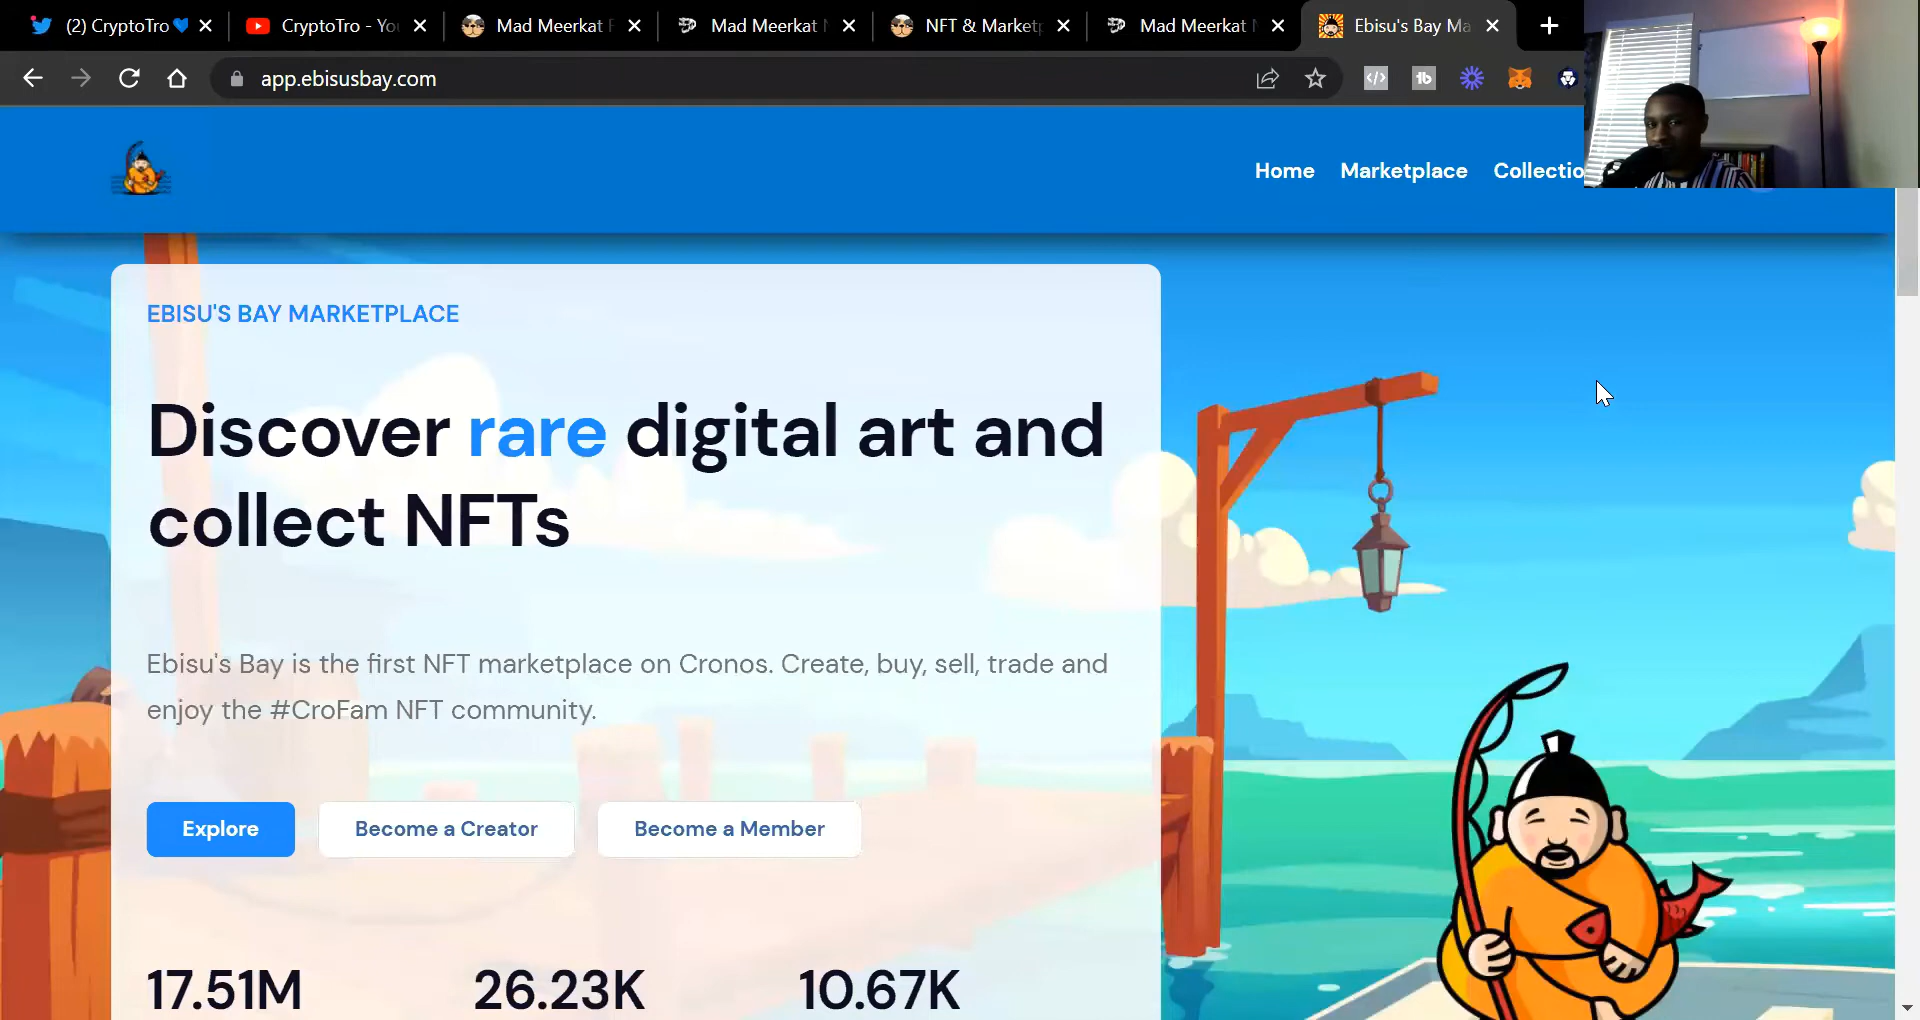 (2) CryptoTro💙
CryptoTro - Yo
Mad Meerkat F
Mad Meerkat N
NFT & Marketp
Mad Meerkat N
Ebisu's Bay Ma
app.ebisusbay.com
Home
Marketplace
Collectio
EBISU'S BAY MARKETPLACE
Discover rare digital art and
collect NFTs
Ebisu's Bay is the first NFT marketplace on Cronos. Create, buy, sell, trade and
enjoy the #CroFam NFT community.
Explore
Become a Creator
Become a Member
17.51M
26.23K
10.67K